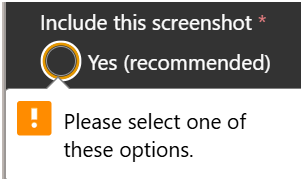 Include this screenshot *
Yes (recommended)
Please select one of
these options.